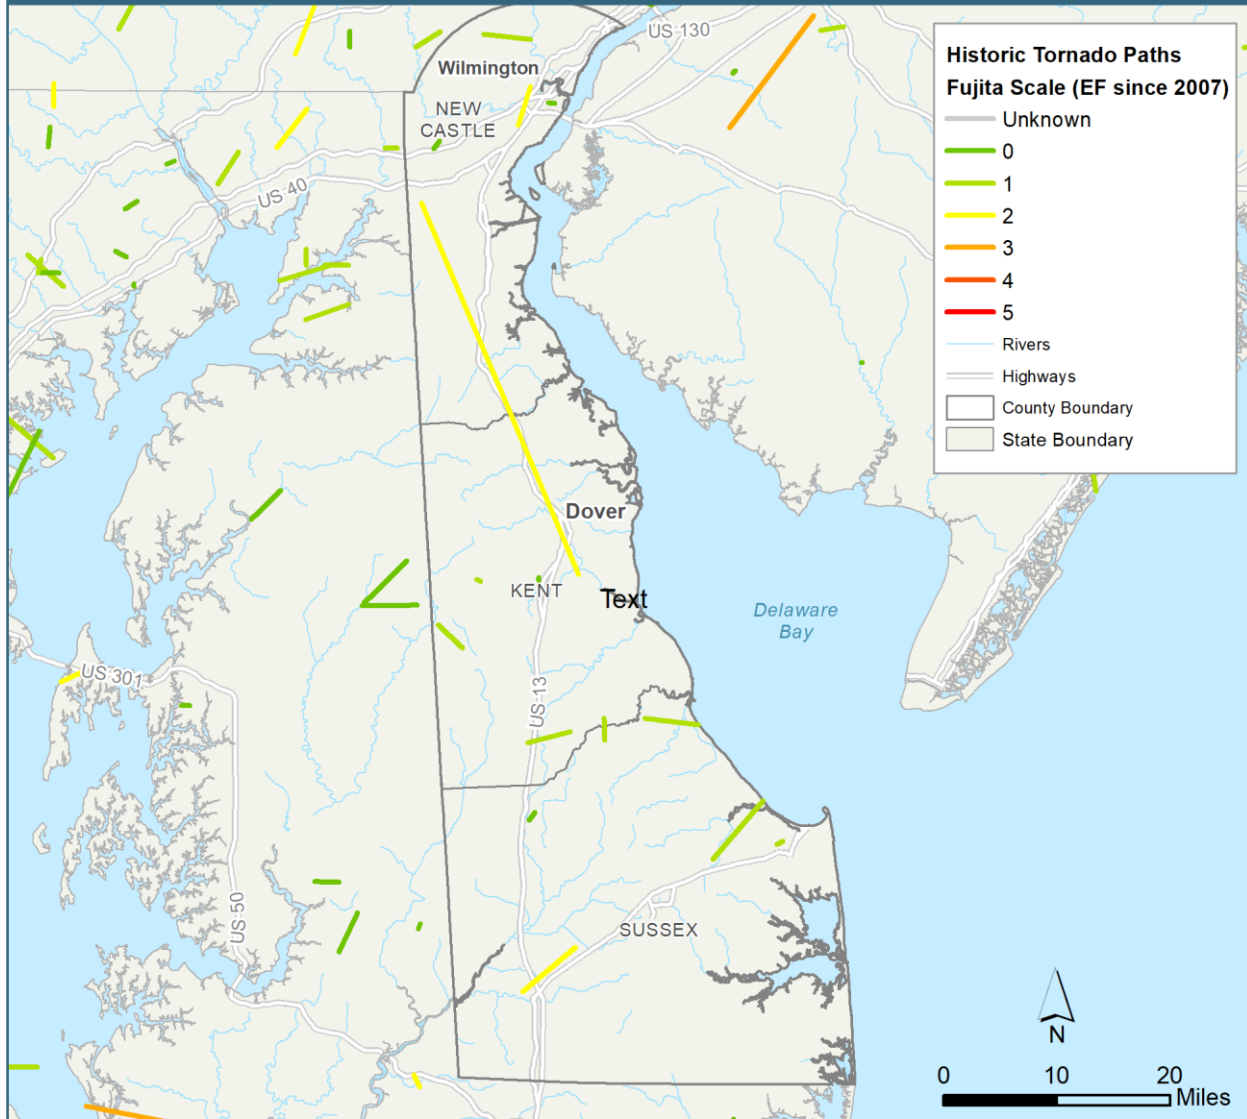 US 130
Wilmington
NEW
CASTLE
US 40
Historic Tornado Paths
Fujita Scale (EF since 2007)
Unknown
0
1
2
3
4
5
Rivers
Highways
County Boundary
State Boundary
Dover
KENT
Text
Delaware
Bay
US 301
US-13
US-50
SUSSEX
N
0 10 20
Miles